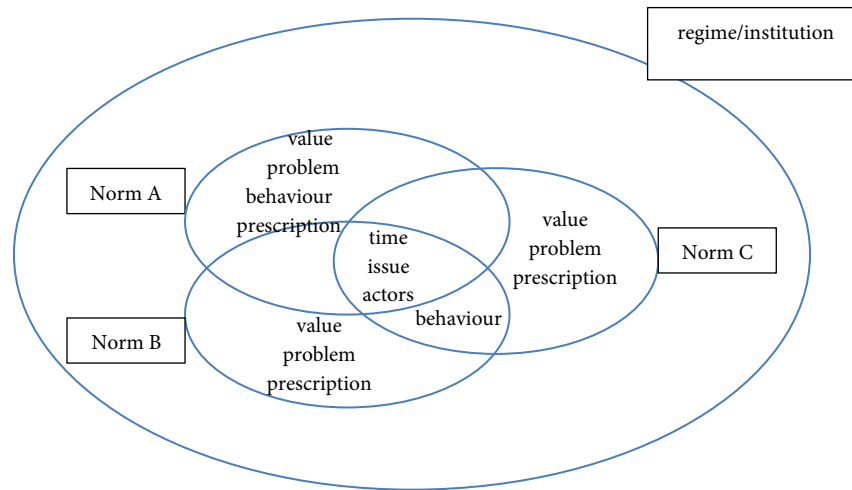 regime/institution
Norm A
value
problem
behaviour
prescription
time
issue
actors
value
problem
prescription
Norm C
behaviour
Norm B
value
problem
prescription